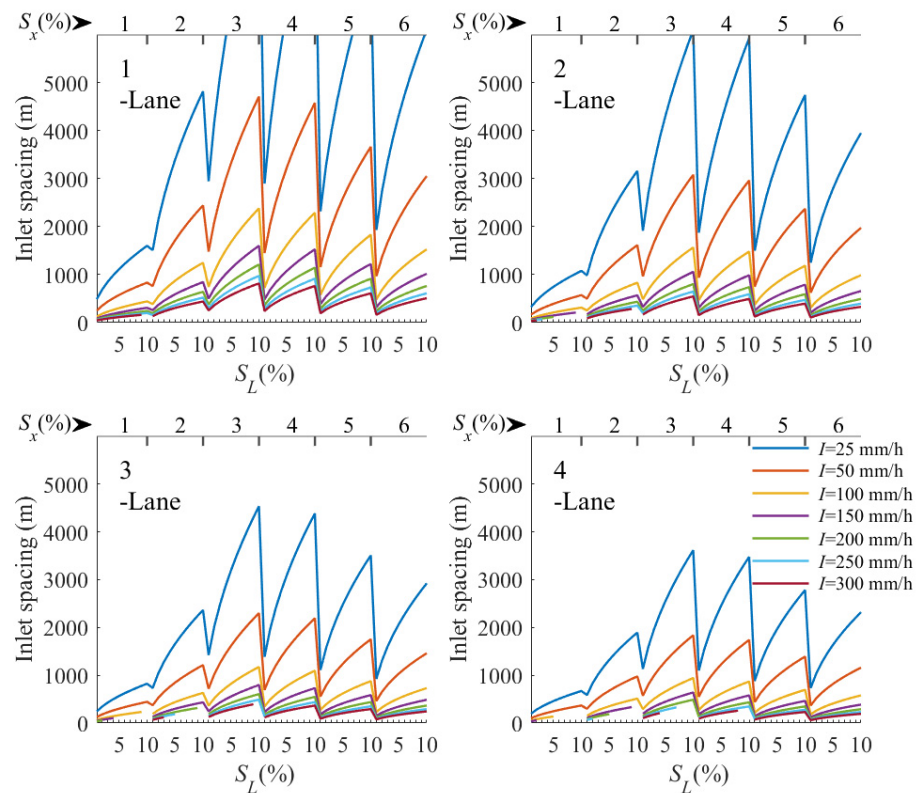 Sx(%)➤ 1 2 3 4 5 6
1
-Lane
6000
5000
4000
3000
2000
1000
0
Inlet spacing (m)
5 10 5 10 5 10 5 10 5 10 5 10
SL(%)
Sx(%)➤ 1 2 3 4 5 6
2
-Lane
6000
5000
4000
3000
2000
1000
0
Inlet spacing (m)
5 10 5 10 5 10 5 10 5 10 5 10
SL(%)
Sx(%)➤ 1 2 3 4 5 6
3
-Lane
5000
4000
3000
2000
1000
0
Inlet spacing (m)
5 10 5 10 5 10 5 10 5 10 5 10
SL(%)
Sx(%)➤ 1 2 3 4 5 6
4
-Lane
I=25 mm/h
I=50 mm/h
I=100 mm/h
I=150 mm/h
I=200 mm/h
I=250 mm/h
I=300 mm/h
5000
4000
3000
2000
1000
0
Inlet spacing (m)
5 10 5 10 5 10 5 10 5 10 5 10
SL(%)